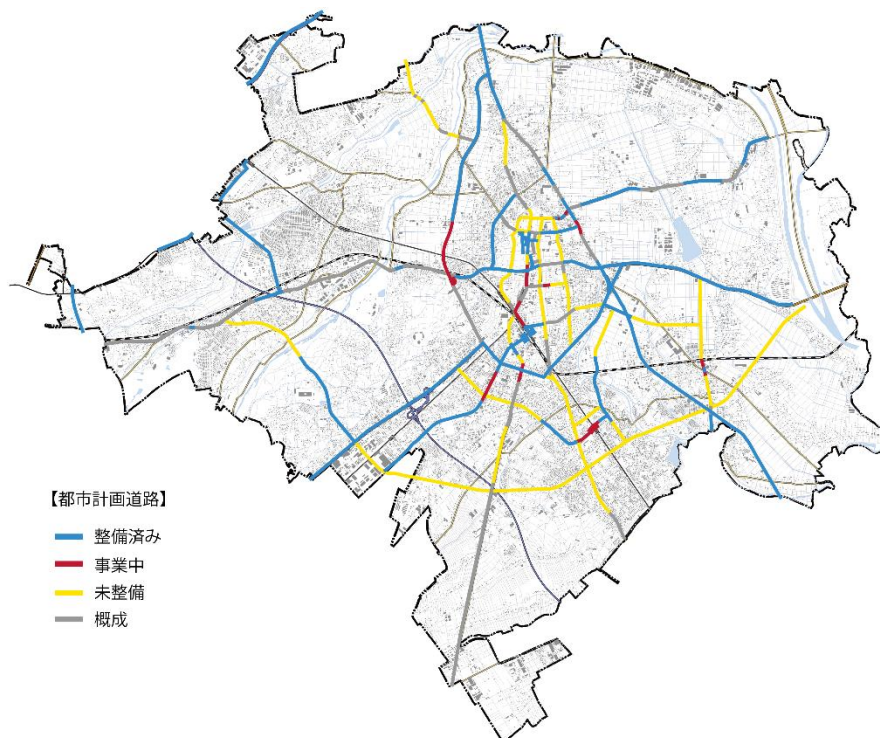 【都市計画道路】
整備済み
事業中
未整備
概成